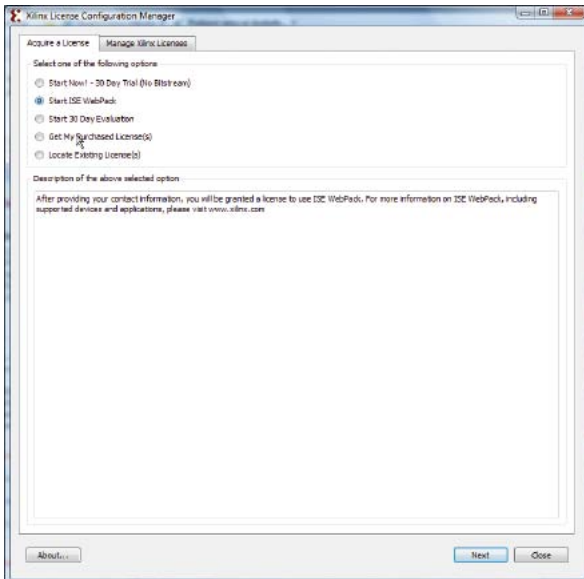 Xilinx License Configuration Manager
Acquire a License
Manage Xilinx Licenses
Select one of the following options
Start Now! - 30 Day Trial (No Bitstream)
Start ISE WebPack
Start 30 Day Evaluation
Get My Purchased License(s)
Locate Existing License(s)
Description of the above selected option
After providing your contact information, you will be granted a license to use ISE WebPack. For more information on ISE WebPack, including
supported devices and applications, please visit www.xilinx.com
About...
Next
Close